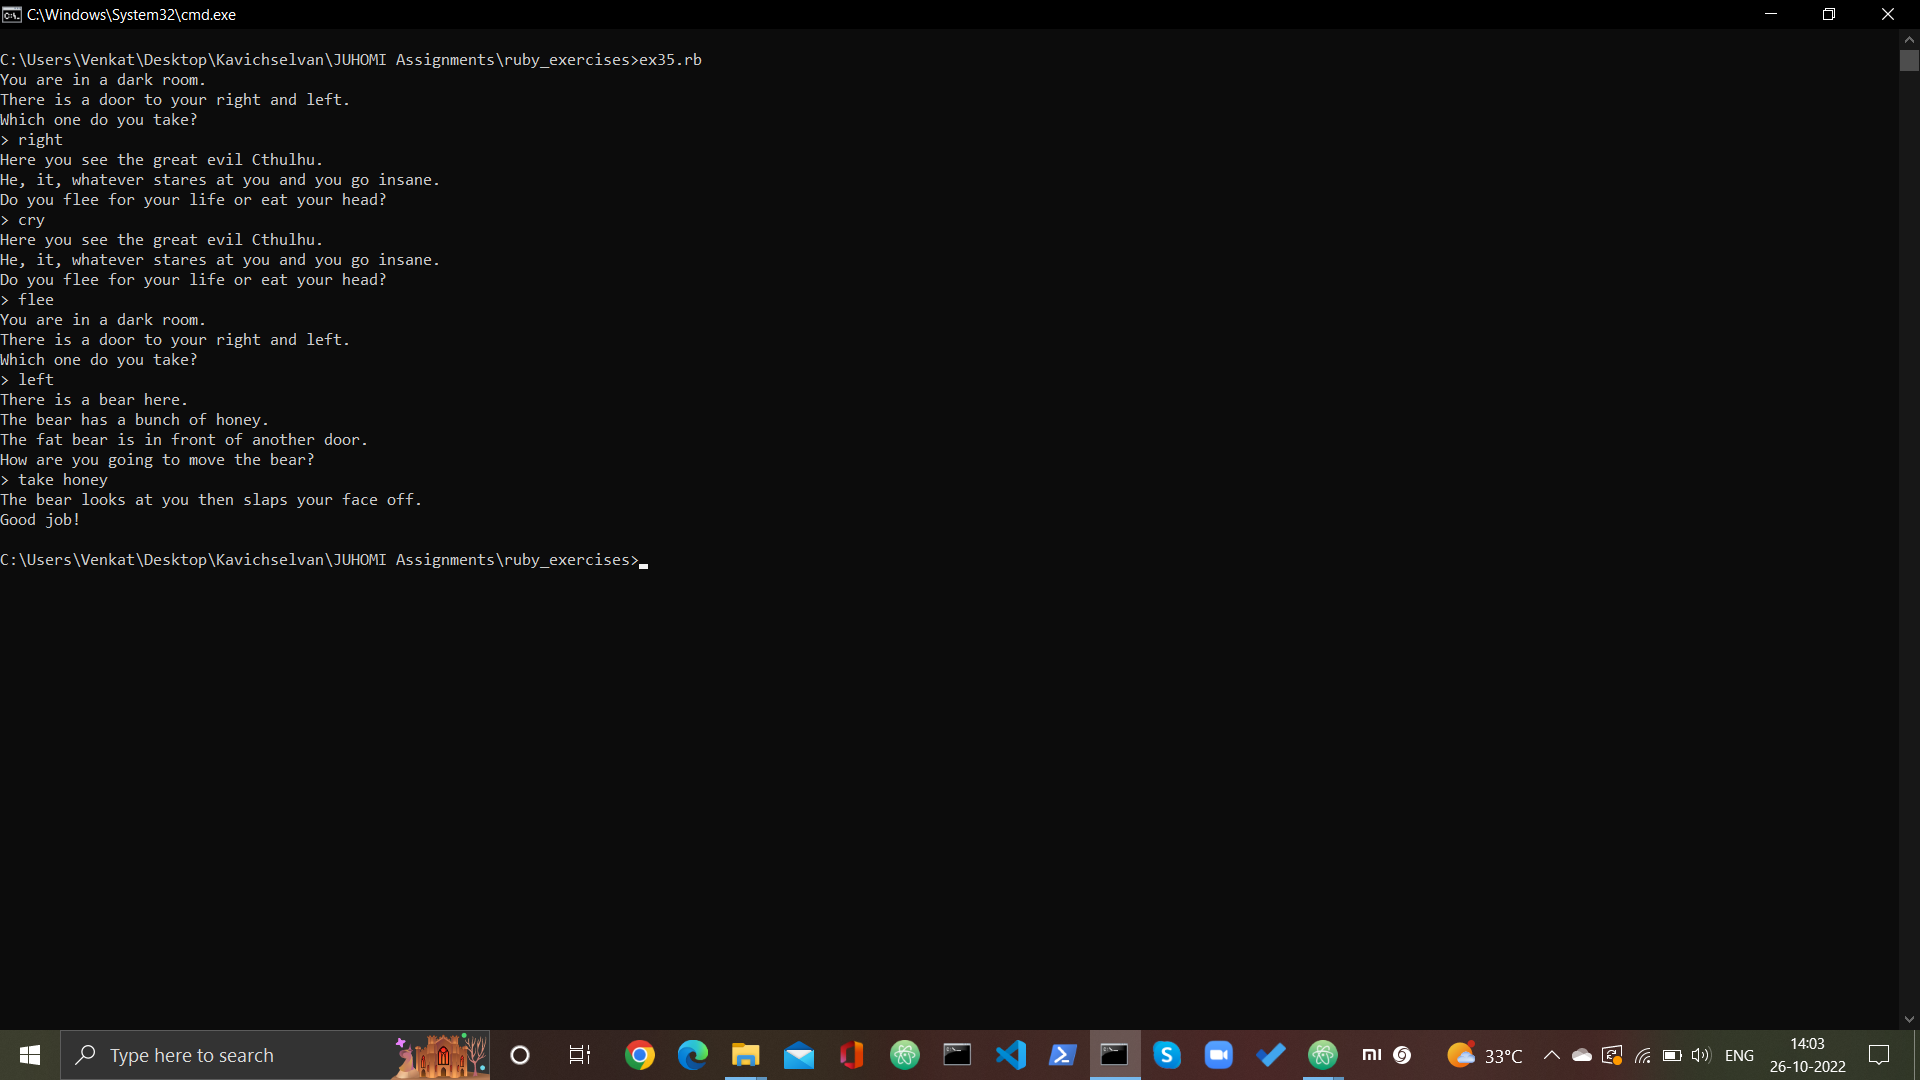 C:\Windows\System32\cmd.exe
C:\Users\Venkat\Desktop\Kavichselvan\JUHOMI Assignments\ruby_exercises>ex35.rb
You are in a dark room.
There is a door to your right and left.
Which one do you take?
> right
Here you see the great evil Cthulhu.
He, it, whatever stares at you and you go insane.
Do you flee for your life or eat your head?
> cry
Here you see the great evil Cthulhu.
He, it, whatever stares at you and you go insane.
Do you flee for your life or eat your head?
> flee
You are in a dark room.
There is a door to your right and left.
Which one do you take?
> left
There is a bear here.
The bear has a bunch of honey.
The fat bear is in front of another door.
How are you going to move the bear?
> take honey
The bear looks at you then slaps your face off.
Good job!
C:\Users\Venkat\Desktop\Kavichselvan\JUHOMI Assignments\ruby_exercises>
Type here to search
33°C
ENG
14:03
26-10-2022